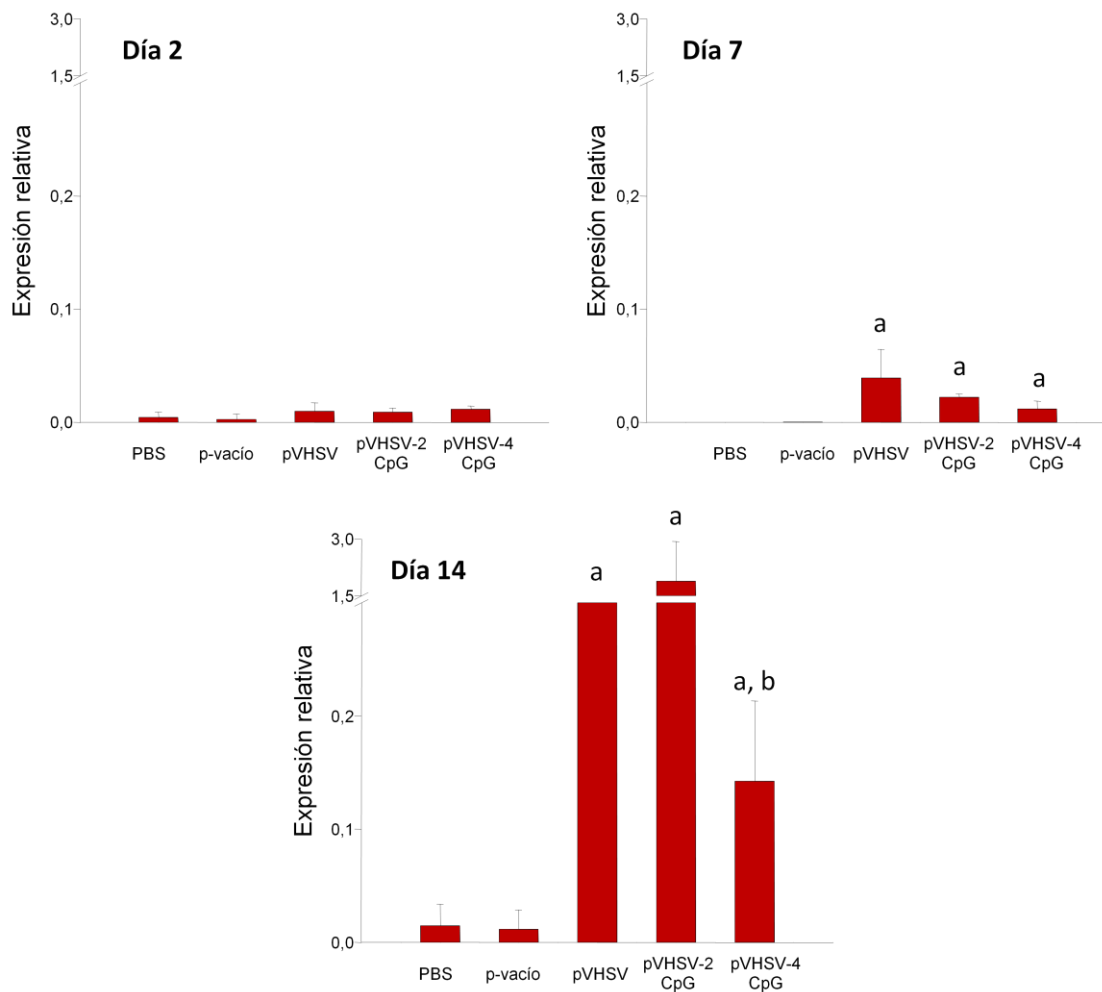 Día 2
3,0
1,5
0,2
0,1
0,0
Expresión relativa
PBS
p-vacío
pVHSV
pVHSV-2
CpG
pVHSV-4
CpG
Día 7
3,0
1,5
0,2
0,1
0,0
Expresión relativa
a
a
a
PBS
p-vacío
pVHSV
pVHSV-2
CpG
pVHSV-4
CpG
Día 14
3,0
1,5
0,2
0,1
0,0
Expresión relativa
a
a
a, b
PBS
p-vacío
pVHSV
pVHSV-2
CpG
pVHSV-4
CpG